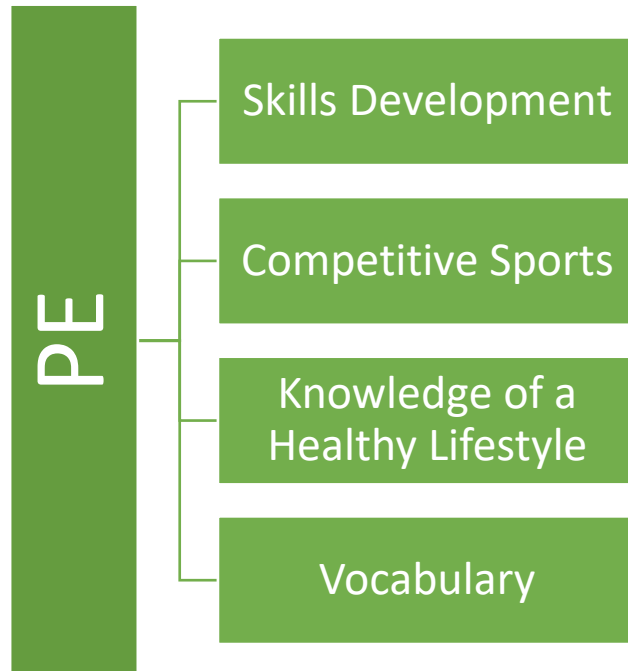 PE
Skills Development
Competitive Sports
Knowledge of a
Healthy Lifestyle
Vocabulary